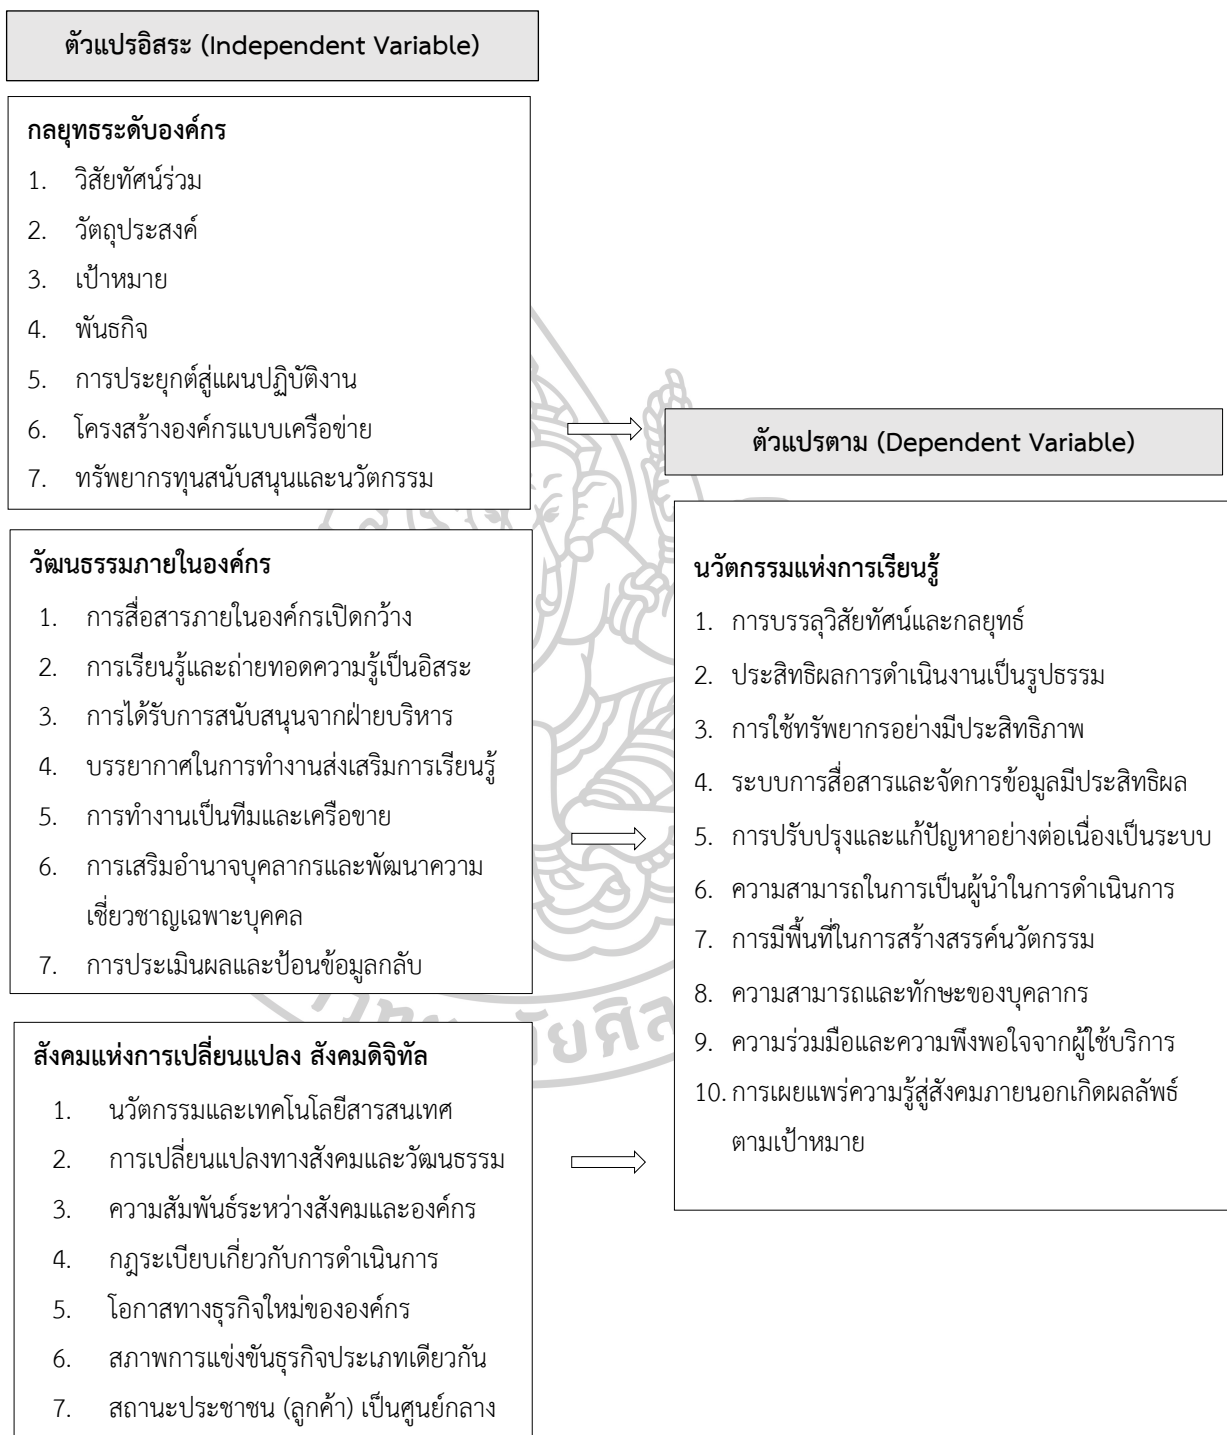 ตัวแปรอิสระ (Independent Variable)
กลยุทธระดับองค์กร
1. วิสัยทัศน์ร่วม
2. วัตถุประสงค์
3. เป้าหมาย
4. พันธกิจ
5. การประยุกต์สู่แผนปฏิบัติงาน
6. โครงสร้างองค์กรแบบเครือข่าย
7. ทรัพยากรทุนสนับสนุนและนวัตกรรม
วัฒนธรรมภายในองค์กร
1. การสื่อสารภายในองค์กรเปิดกว้าง
2. การเรียนรู้และถ่ายทอดความรู้เป็นอิสระ
3. การได้รับการสนับสนุนจากฝ่ายบริหาร
4. บรรยากาศในการทำงานส่งเสริมการเรียนรู้
5. การทำงานเป็นทีมและเครือขาย
6. การเสริมอำนาจบุคลากรและพัฒนาความ
เชี่ยวชาญเฉพาะบุคคล
7. การประเมินผลและป้อนข้อมูลกลับ
สังคมแห่งการเปลี่ยนแปลง สังคมดิจิทัล
1. นวัตกรรมและเทคโนโลยีสารสนเทศ
2. การเปลี่ยนแปลงทางสังคมและวัฒนธรรม
3. ความสัมพันธ์ระหว่างสังคมและองค์กร
4. กฎระเบียบเกี่ยวกับการดำเนินการ
5. โอกาสทางธุรกิจใหม่ขององค์กร
6. สภาพการแข่งขันธุรกิจประเภทเดียวกัน
7. สถานะประชาชน (ลูกค้า) เป็นศูนย์กลาง
ตัวแปรตาม (Dependent Variable)
นวัตกรรมแห่งการเรียนรู้
1. การบรรลุวิสัยทัศน์และกลยุทธ์
2. ประสิทธิผลการดำเนินงานเป็นรูปธรรม
3. การใช้ทรัพยากรอย่างมีประสิทธิภาพ
4. ระบบการสื่อสารและจัดการข้อมูลมีประสิทธิผล
5. การปรับปรุงและแก้ปัญหาอย่างต่อเนื่องเป็นระบบ
6. ความสามารถในการเป็นผู้นำในการดำเนินการ
7. การมีพื้นที่ในการสร้างสรรค์นวัตกรรม
8. ความสามารถและทักษะของบุคลากร
9. ความร่วมมือและความพึงพอใจจากผู้ใช้บริการ
10. การเผยแพร่ความรู้สู่สังคมภายนอกเกิดผลลัพธ์
ตามเป้าหมาย